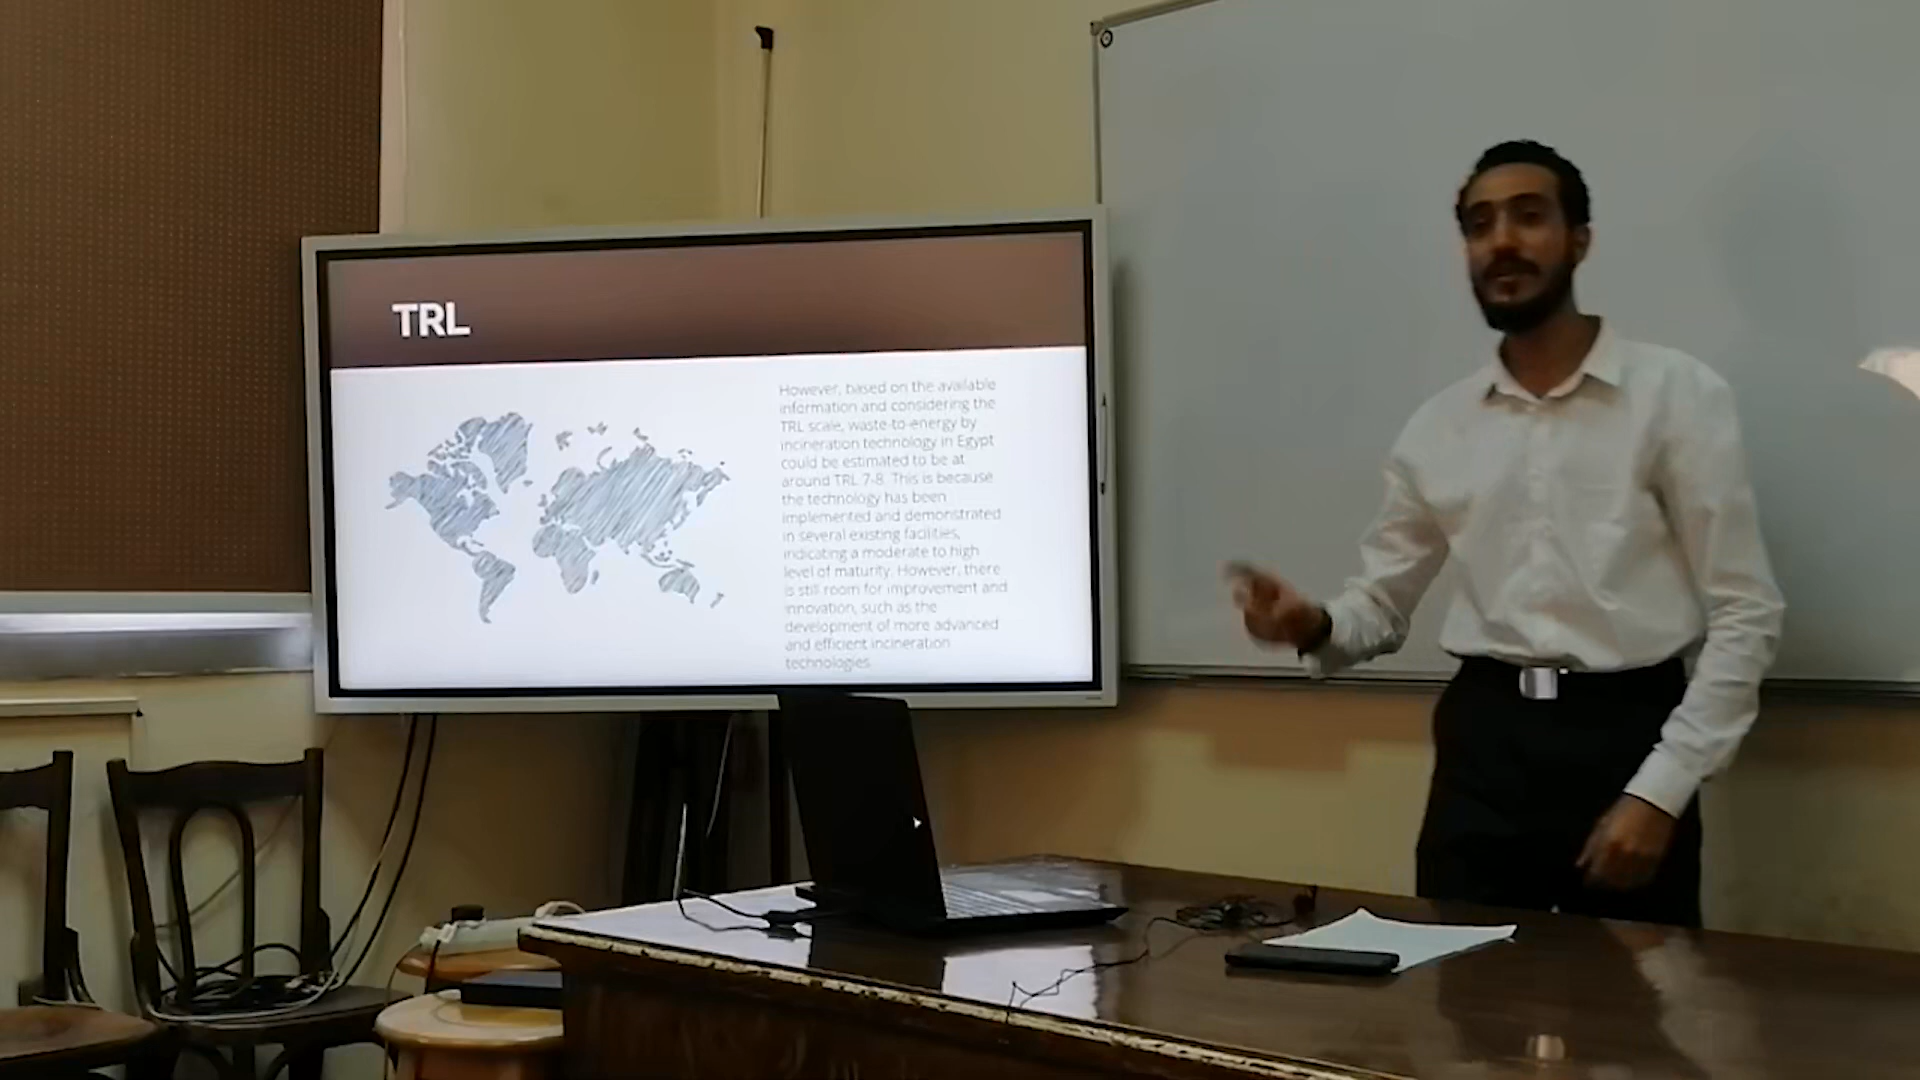 TRL
However, based on the available
information and considering the
TRL scale, waste-to-energy by
incineration technology in Egypt
could be estimated to be at
around TRL 7-8. This is because
the technology has been
implemented and demonstrated
in several existing facilities,
indicating a moderate to high
level of maturity. However, there
is still room for improvement and
innovation, such as the
development of more advanced
and efficient incineration
technologies.